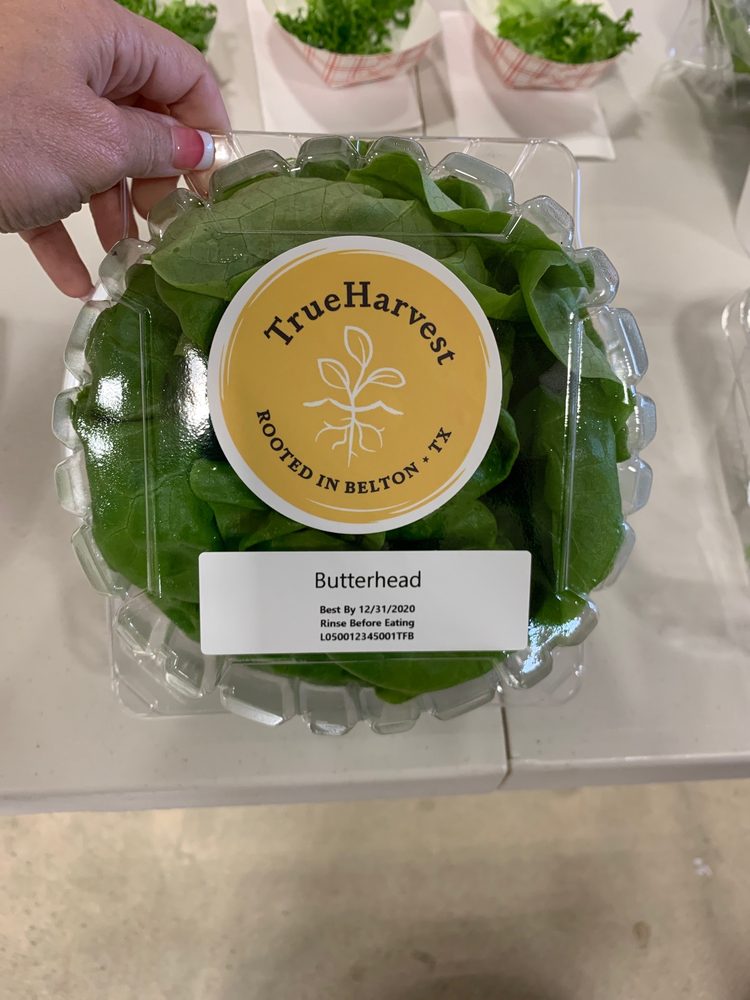 TrueHarvest
ROOTED IN BELTON ★ TX
Butterhead
Best By 12/31/2020
Rinse Before Eating
L050012345001TFB